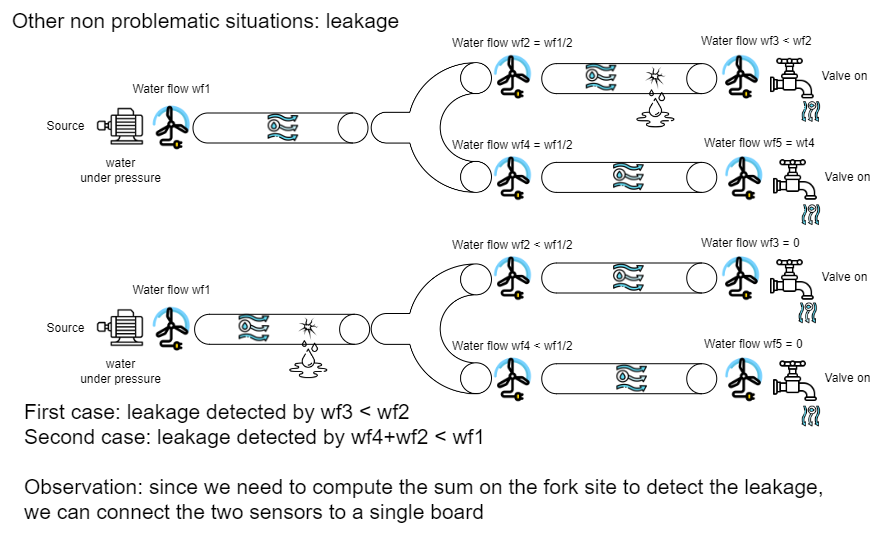 Other non problematic situations: leakage
Water flow wf2 = wf1/2
Water flow wf3 < wf2
Valve on
Water flow wf1
Source
water
under pressure
Water flow wf4 = wf1/2
Water flow wf5 = wt4
Valve on
Water flow wf2 < wf1/2
Water flow wf3 = 0
Valve on
Water flow wf1
Source
water
under pressure
Water flow wf4 < wf1/2
Water flow wf5 = 0
Valve on
First case: leakage detected by wf3 < wf2
Second case: leakage detected by wf4+wf2 < wf1
Observation: since we need to compute the sum on the fork site to detect the leakage,
we can connect the two sensors to a single board